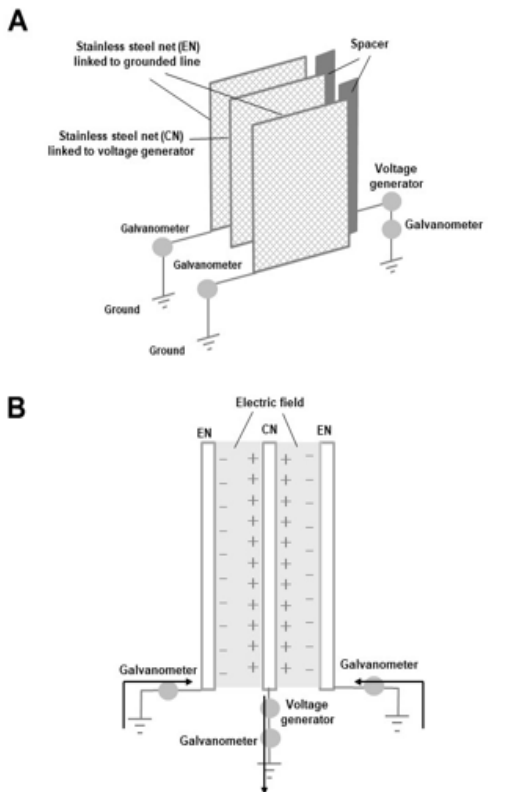 A
Stainless steel net (EN)
linked to grounded line
Spacer
Stainless steel net (CN)
linked to voltage generator
Voltage
generator
Galvanometer
Galvanometer
Galvanometer
Ground
Ground
B
Electric field
EN
CN
EN
Galvanometer
Galvanometer
Voltage
generator
Galvanometer